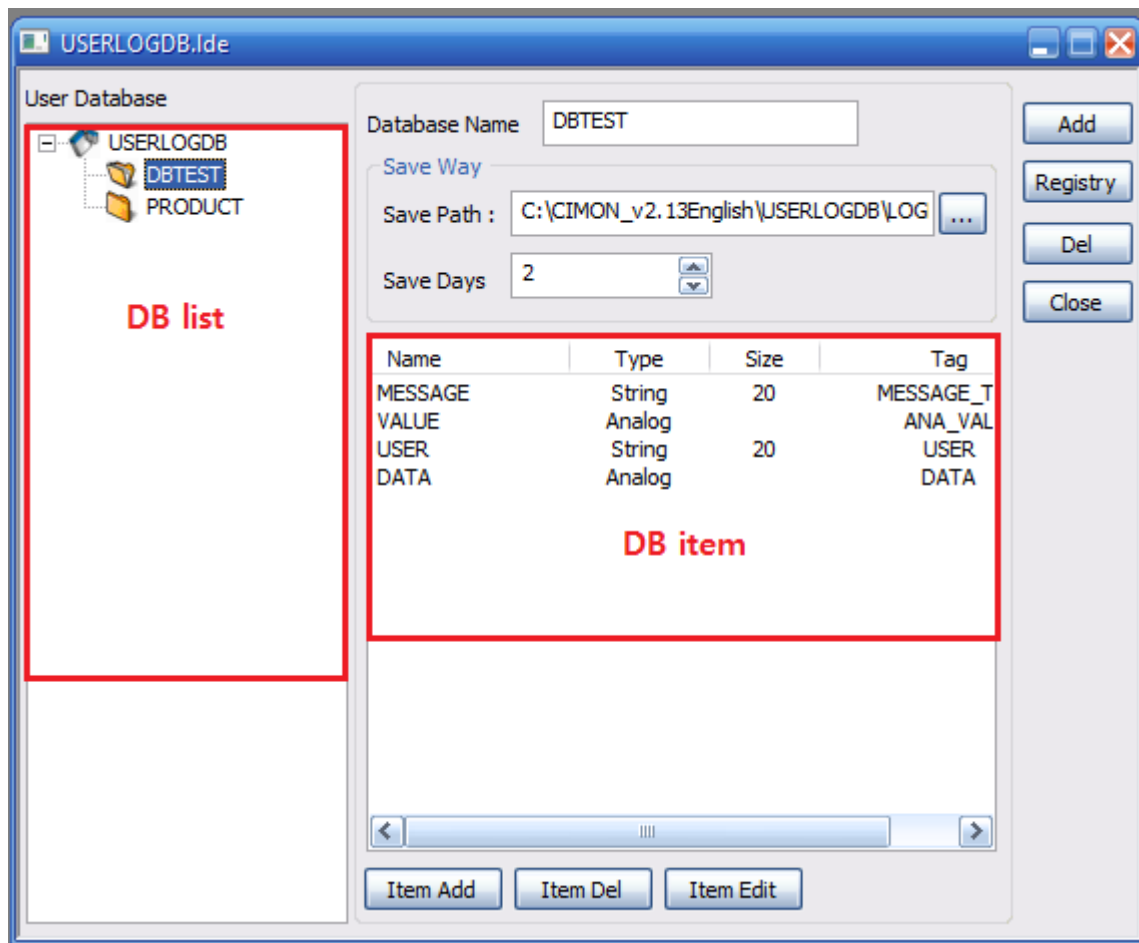 USERLOGDB.lde
User Database
USERLOGDB
DBTEST
PRODUCT
DB list
Database Name DBTEST
Save Way
Save Path : C:\CIMON_v2.13English\USERLOGDB\LOG ...
Save Days 2
Name Type Size Tag
MESSAGE String 20 MESSAGE_T
VALUE Analog ANA_VAL
USER String 20 USER
DATA Analog DATA
DB item
Item Add Item Del Item Edit
Add
Registry
Del
Close